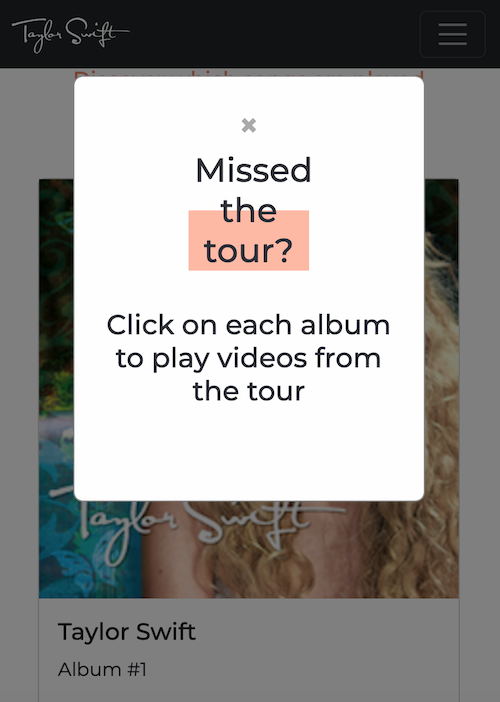 Taylor Swift
✖
Missed
the
tour?
Click on each album
to play videos from
the tour
Taylor Swift
Taylor Swift
Album #1